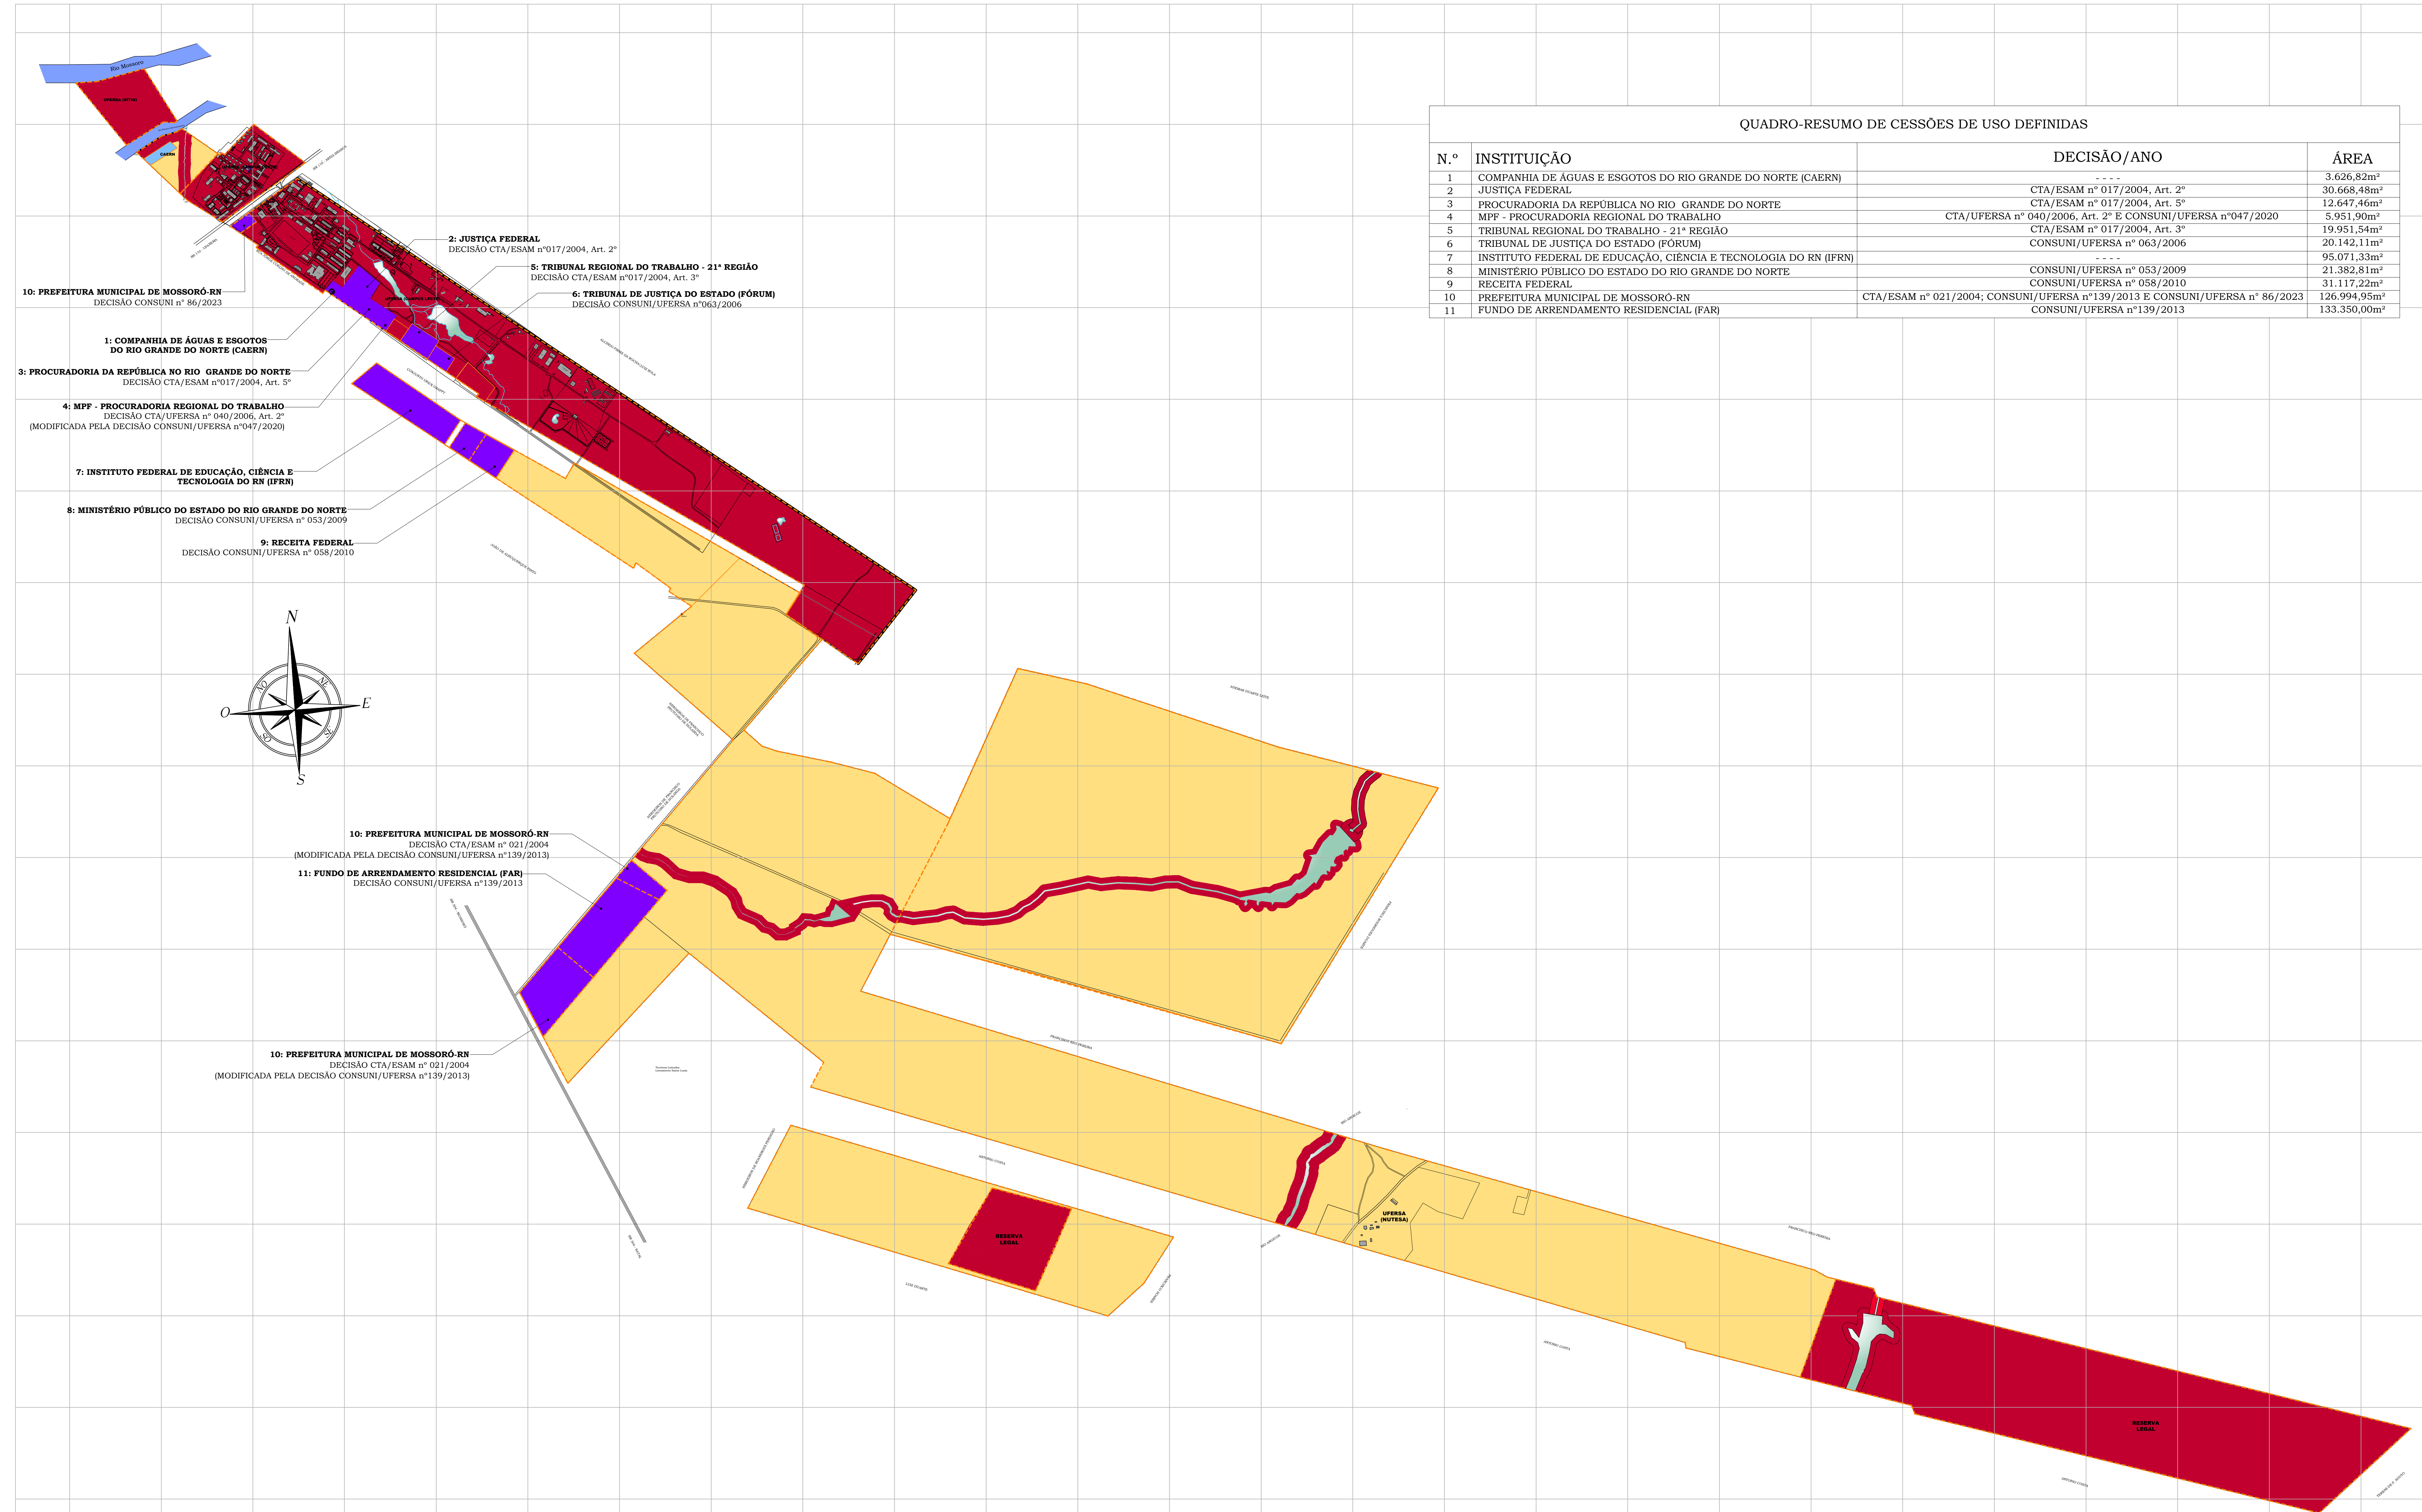 Rio Mossoro
CAERN
QUADRO-RESUMO DE CESSÕES DE USO DEFINIDAS
N.º INSTITUIÇÃO DECISÃO/ANO ÁREA
1 COMPANHIA DE ÁGUAS E ESGOTOS DO RIO GRANDE DO NORTE (CAERN) - - - - 3.626,82m²
2 JUSTIÇA FEDERAL CTA/ESAM nº 017/2004, Art. 2º 30.668,48m²
3 PROCURADORIA DA REPÚBLICA NO RIO GRANDE DO NORTE CTA/ESAM nº 017/2004, Art. 5º 12.647,46m²
4 MPF - PROCURADORIA REGIONAL DO TRABALHO CTA/UFERSA nº 040/2006, Art. 2º E CONSUNI/UFERSA nº047/2020 5.951,90m²
5 TRIBUNAL REGIONAL DO TRABALHO - 21ª REGIÃO CTA/ESAM nº 017/2004, Art. 3º 19.951,54m²
6 TRIBUNAL DE JUSTIÇA DO ESTADO (FÓRUM) CONSUNI/UFERSA nº 063/2006 20.142,11m²
7 INSTITUTO FEDERAL DE EDUCAÇÃO, CIÊNCIA E TECNOLOGIA DO RN (IFRN) - - - - 95.071,33m²
8 MINISTÉRIO PÚBLICO DO ESTADO DO RIO GRANDE DO NORTE CONSUNI/UFERSA nº 053/2009 21.382,81m²
9 RECEITA FEDERAL CONSUNI/UFERSA nº 058/2010 31.117,22m²
10 PREFEITURA MUNICIPAL DE MOSSORÓ-RN CTA/ESAM nº 021/2004; CONSUNI/UFERSA nº139/2013 E CONSUNI/UFERSA n° 86/2023 126.994,95m²
11 FUNDO DE ARRENDAMENTO RESIDENCIAL (FAR) CONSUNI/UFERSA nº139/2013 133.350,00m²
2: JUSTIÇA FEDERAL
DECISÃO CTA/ESAM nº017/2004, Art. 2º
5: TRIBUNAL REGIONAL DO TRABALHO - 21ª REGIÃO
DECISÃO CTA/ESAM nº017/2004, Art. 3º
6: TRIBUNAL DE JUSTIÇA DO ESTADO (FÓRUM)
DECISÃO CONSUNI/UFERSA nº063/2006
10: PREFEITURA MUNICIPAL DE MOSSORÓ-RN
DECISÃO CONSUNI n° 86/2023
1: COMPANHIA DE ÁGUAS E ESGOTOS
DO RIO GRANDE DO NORTE (CAERN)
3: PROCURADORIA DA REPÚBLICA NO RIO GRANDE DO NORTE
DECISÃO CTA/ESAM nº017/2004, Art. 5º
4: MPF - PROCURADORIA REGIONAL DO TRABALHO
DECISÃO CTA/UFERSA nº 040/2006, Art. 2º
(MODIFICADA PELA DECISÃO CONSUNI/UFERSA nº047/2020)
7: INSTITUTO FEDERAL DE EDUCAÇÃO, CIÊNCIA E
TECNOLOGIA DO RN (IFRN)
8: MINISTÉRIO PÚBLICO DO ESTADO DO RIO GRANDE DO NORTE
DECISÃO CONSUNI/UFERSA nº 053/2009
9: RECEITA FEDERAL
DECISÃO CONSUNI/UFERSA nº 058/2010
N
NO
NE
O
E
SO
SE
S
10: PREFEITURA MUNICIPAL DE MOSSORÓ-RN
DECISÃO CTA/ESAM nº 021/2004
(MODIFICADA PELA DECISÃO CONSUNI/UFERSA nº139/2013)
11: FUNDO DE ARRENDAMENTO RESIDENCIAL (FAR)
DECISÃO CONSUNI/UFERSA nº139/2013
10: PREFEITURA MUNICIPAL DE MOSSORÓ-RN
DECISÃO CTA/ESAM nº 021/2004
(MODIFICADA PELA DECISÃO CONSUNI/UFERSA nº139/2013)
ANTONIO COSTA
LUIZ DUARTE
RESERVA
LEGAL
RIO ANGICOS
RIO ANGICOS
UFERSA
(NUTESA)
ANTONIO COSTA
RESERVA
LEGAL
ANTONIO COSTA